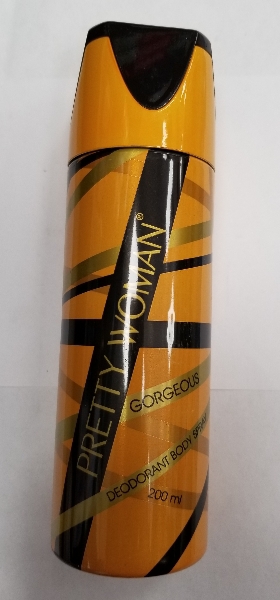 PRETTY WOMAN®
GORGEOUS
DEODORANT BODY SPRAY
200 ml